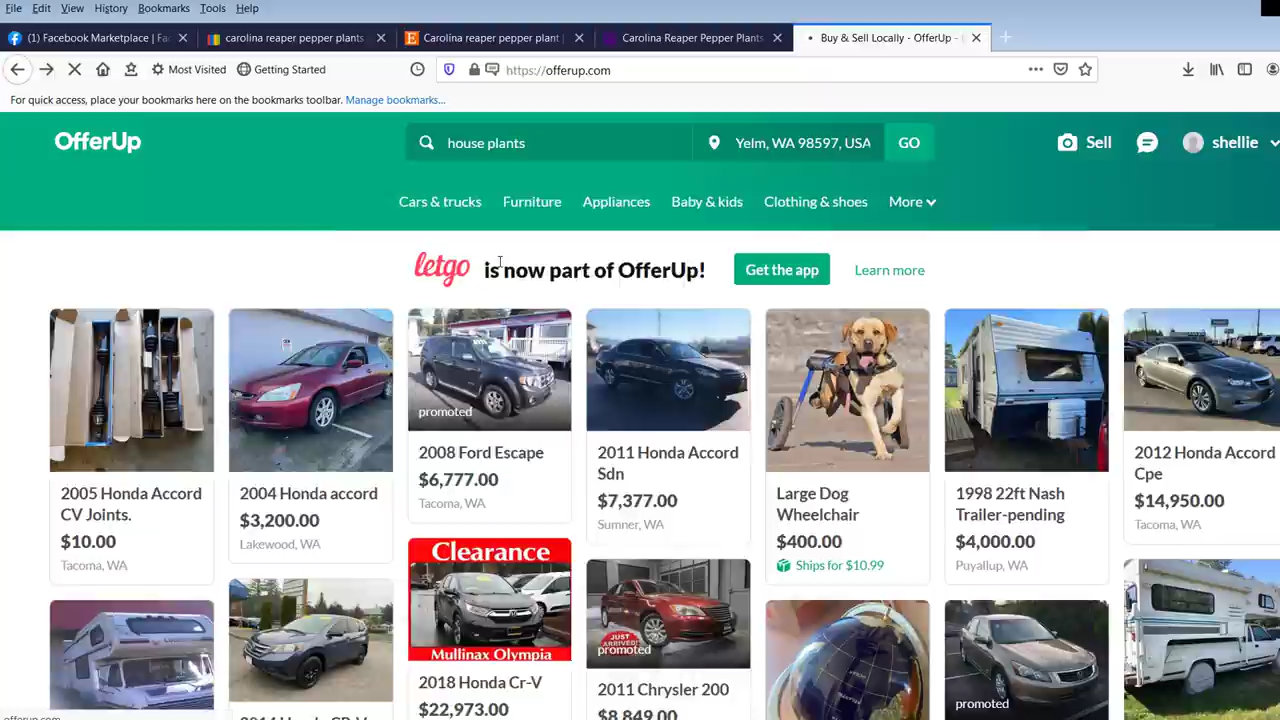 File Edit View History Bookmarks Tools Help
(1) Facebook Marketplace | Fa
carolina reaper pepper plants
Carolina reaper pepper plant |
Carolina Reaper Pepper Plants
Buy & Sell Locally - OfferUp -
https://offerup.com
Most Visited
Getting Started
For quick access, place your bookmarks here on the bookmarks toolbar. Manage bookmarks...
OfferUp
house plants
Yelm, WA 98597, USA
GO
Sell
shellie
Cars & trucks Furniture Appliances Baby & kids Clothing & shoes More
letgo is now part of OfferUp! Get the app Learn more
2005 Honda Accord
CV Joints.
$10.00
Tacoma, WA
2004 Honda accord
$3,200.00
Lakewood, WA
promoted
2008 Ford Escape
$6,777.00
Tacoma, WA
2011 Honda Accord
Sdn
$7,377.00
Sumner, WA
Large Dog
Wheelchair
$400.00
Ships for $10.99
1998 22ft Nash
Trailer-pending
$4,000.00
Puyallup, WA
2012 Honda Accord
Cpe
$14,950.00
Tacoma, WA
Clearance
Mullinax Olympia
2018 Honda Cr-V
$22,973.00
JUST
ARRIVED!
promoted
2011 Chrysler 200
$8,849.00
promoted
offerup.com